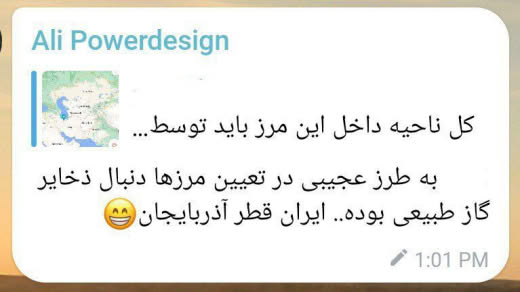 Ali Powerdesign
کل ناحیه داخل این مرز باید توسط...
به طرز عجیبی در تعیین مرزها دنبال ذخایر
گاز طبیعی بوده.. ایران قطر آذربایجان😁
1:01 PM